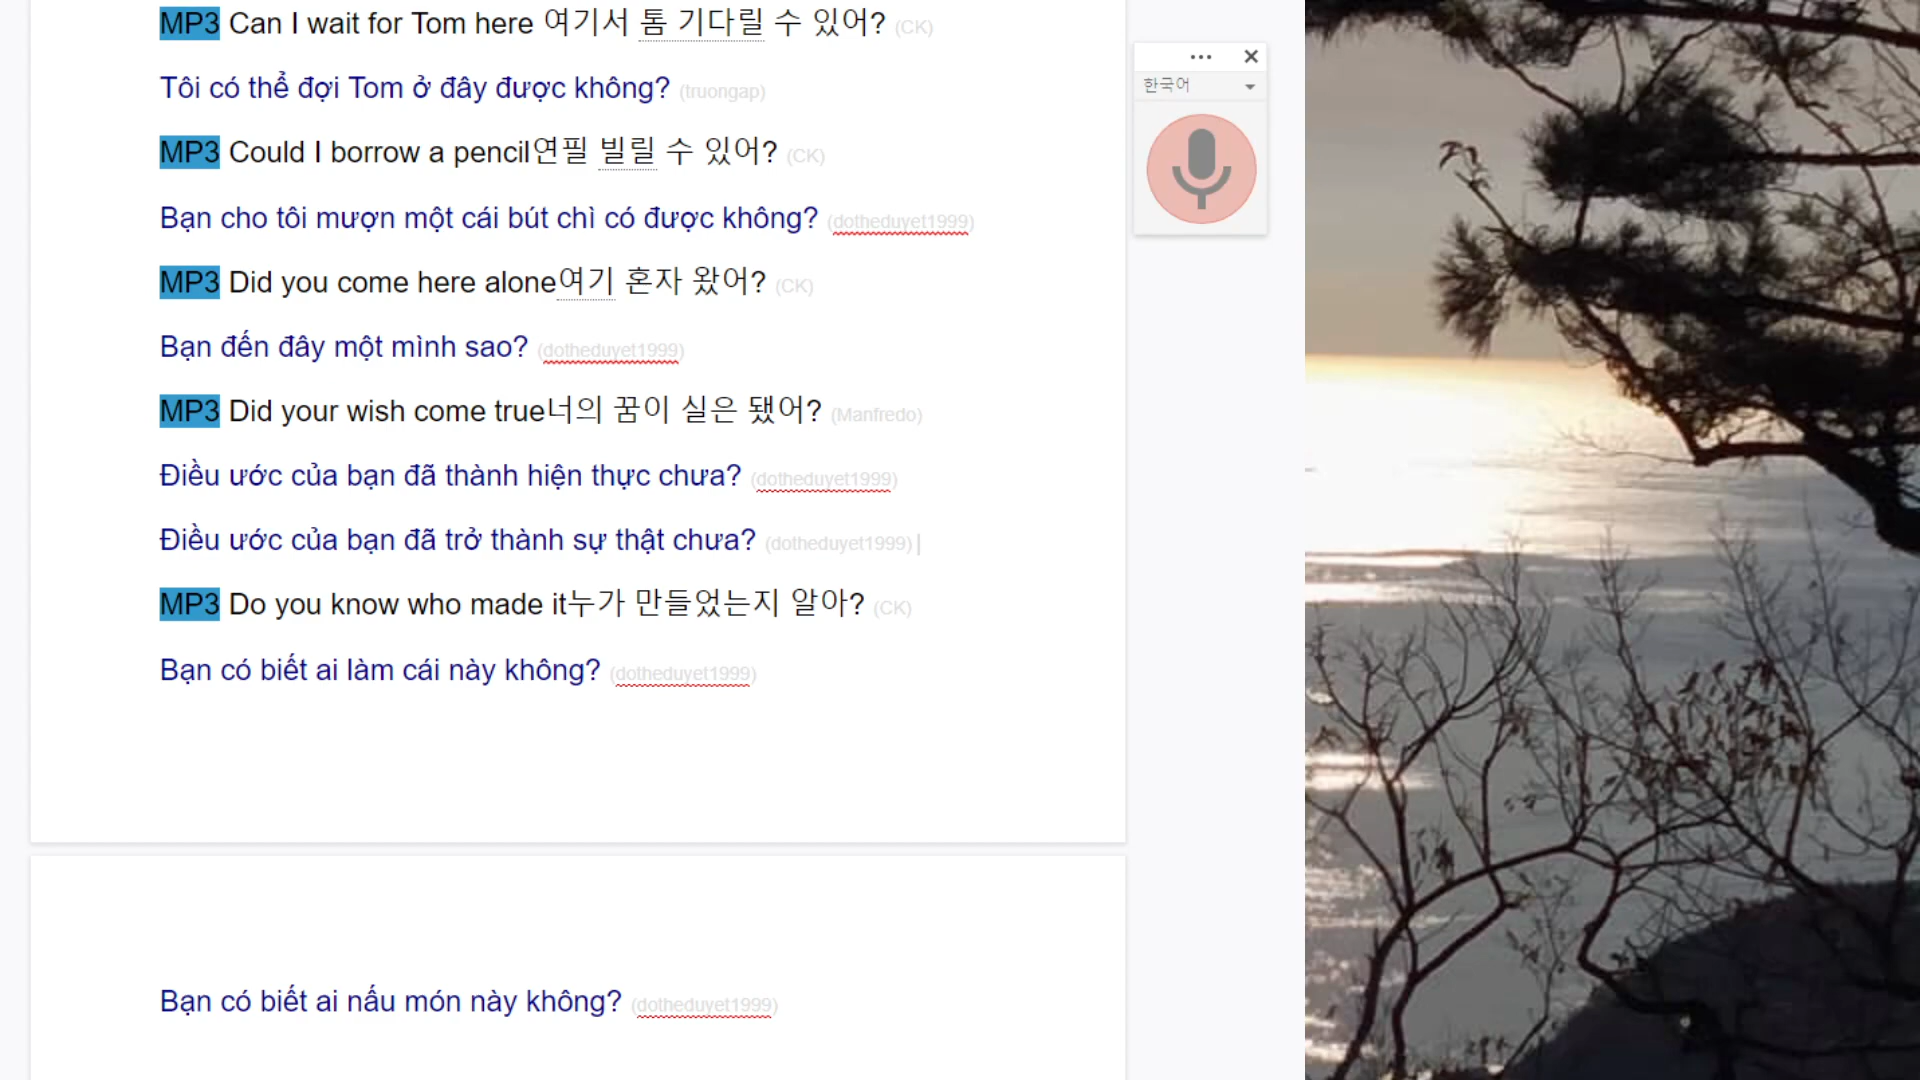 MP3 Can I wait for Tom here 여기서 톰 기다릴 수 있어? (CK)
한국어
Tôi có thể đợi Tom ở đây được không? (truongap)
MP3 Could I borrow a pencil연필 빌릴 수 있어? (CK)
Bạn cho tôi mượn một cái bút chì có được không? (dotheduyet1999)
MP3 Did you come here alone여기 혼자 왔어? (CK)
Bạn đến đây một mình sao? (dotheduyet1999)
MP3 Did your wish come true너의 꿈이 실은 됐어? (Manfredo)
Điều ước của bạn đã thành hiện thực chưa? (dotheduyet1999)
Điều ước của bạn đã trở thành sự thật chưa? (dotheduyet1999)
MP3 Do you know who made it누가 만들었는지 알아? (CK)
Bạn có biết ai làm cái này không? (dotheduyet1999)
Bạn có biết ai nấu món này không? (dotheduyet1999)